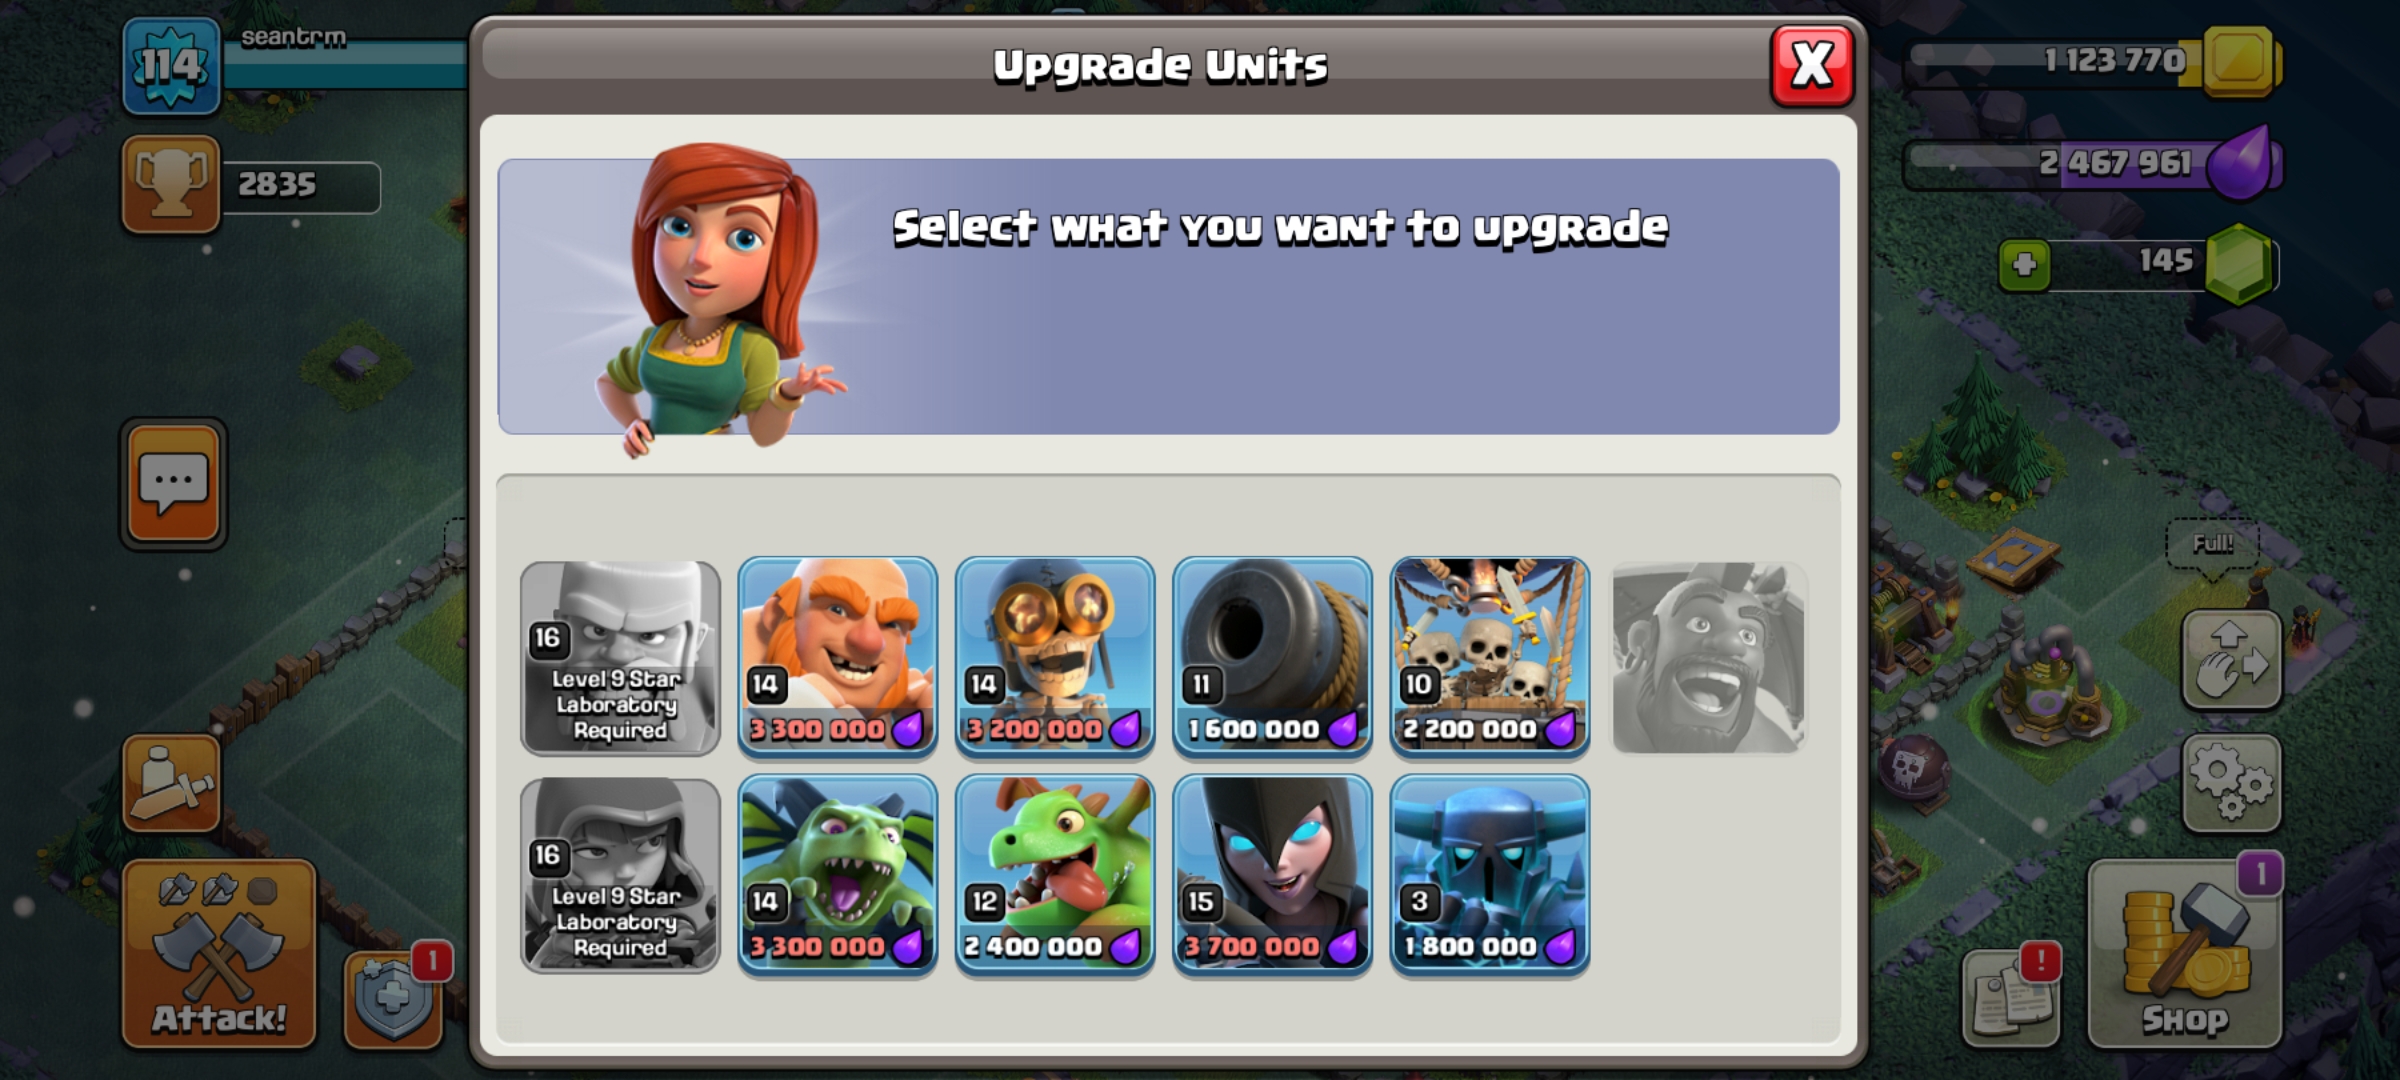 114
seantrm
Upgrade Units
X
1 123 770
2835
2 467 961
145
Select what you want to upgrade
Full!
16
Level 9 Star
Laboratory
Required
14
3 300 000
14
3 200 000
11
1 600 000
10
2 200 000
16
Level 9 Star
Laboratory
Required
14
3 300 000
12
2 400 000
15
3 700 000
3
1 800 000
Attack!
1
!
1
Shop